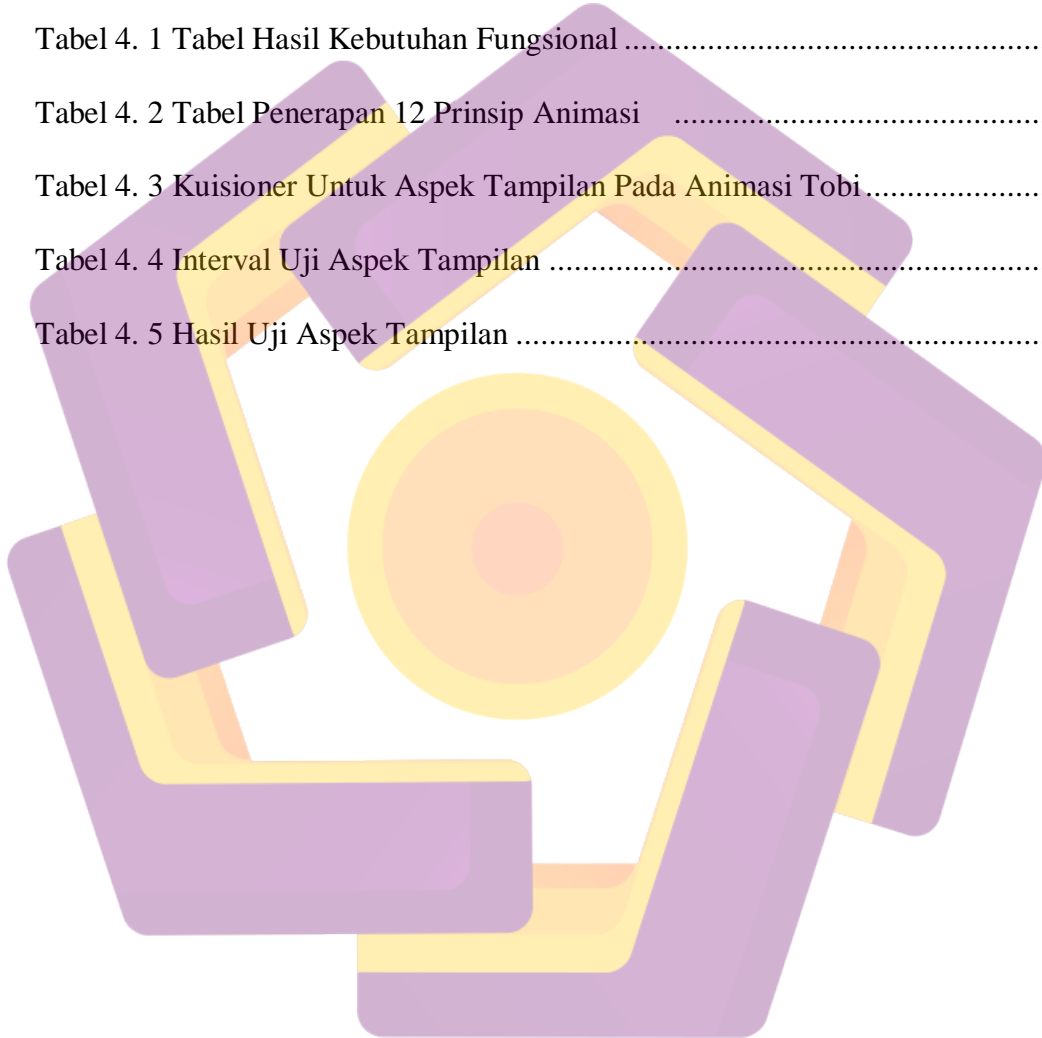 Tabel 4. 1 Tabel Hasil Kebutuhan Fungsional ..................................................
Tabel 4. 2 Tabel Penerapan 12 Prinsip Animasi ............................................
Tabel 4. 3 Kuisioner Untuk Aspek Tampilan Pada Animasi Tobi.....................
Tabel 4. 4 Interval Uji Aspek Tampilan ...........................................................
Tabel 4. 5 Hasil Uji Aspek Tampilan ...............................................................